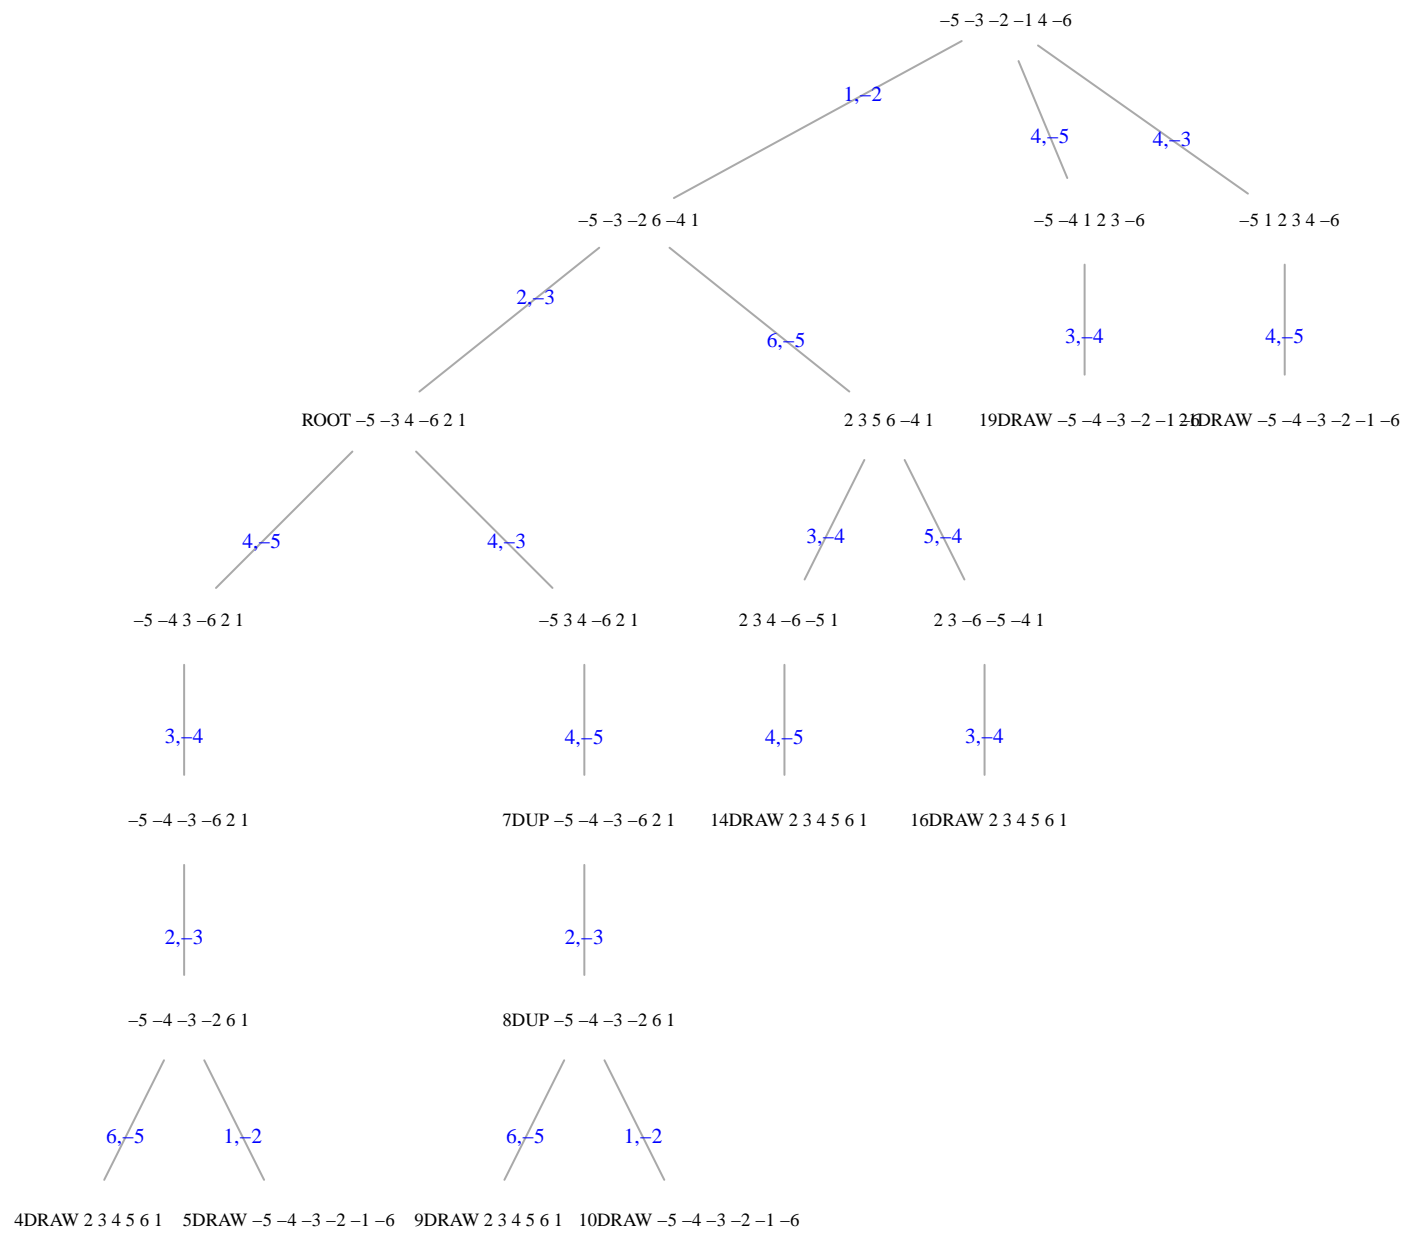 –5 –3 –2 –1 4 –6
1,–2
4,–5
4,–3
–5 –3 –2 6 –4 1
–5 –4 1 2 3 –6
–5 1 2 3 4 –6
2,–3
6,–5
3,–4
4,–5
ROOT –5 –3 4 –6 2 1
2 3 5 6 –4 1
19DRAW –5 –4 –3 –2 –1 –6
21DRAW –5 –4 –3 –2 –1 –6
4,–5
4,–3
3,–4
5,–4
–5 –4 3 –6 2 1
–5 3 4 –6 2 1
2 3 4 –6 –5 1
2 3 –6 –5 –4 1
3,–4
4,–5
4,–5
3,–4
–5 –4 –3 –6 2 1
7DUP –5 –4 –3 –6 2 1
14DRAW 2 3 4 5 6 1
16DRAW 2 3 4 5 6 1
2,–3
2,–3
–5 –4 –3 –2 6 1
8DUP –5 –4 –3 –2 6 1
6,–5
1,–2
6,–5
1,–2
4DRAW 2 3 4 5 6 1
5DRAW –5 –4 –3 –2 –1 –6
9DRAW 2 3 4 5 6 1
10DRAW –5 –4 –3 –2 –1 –6